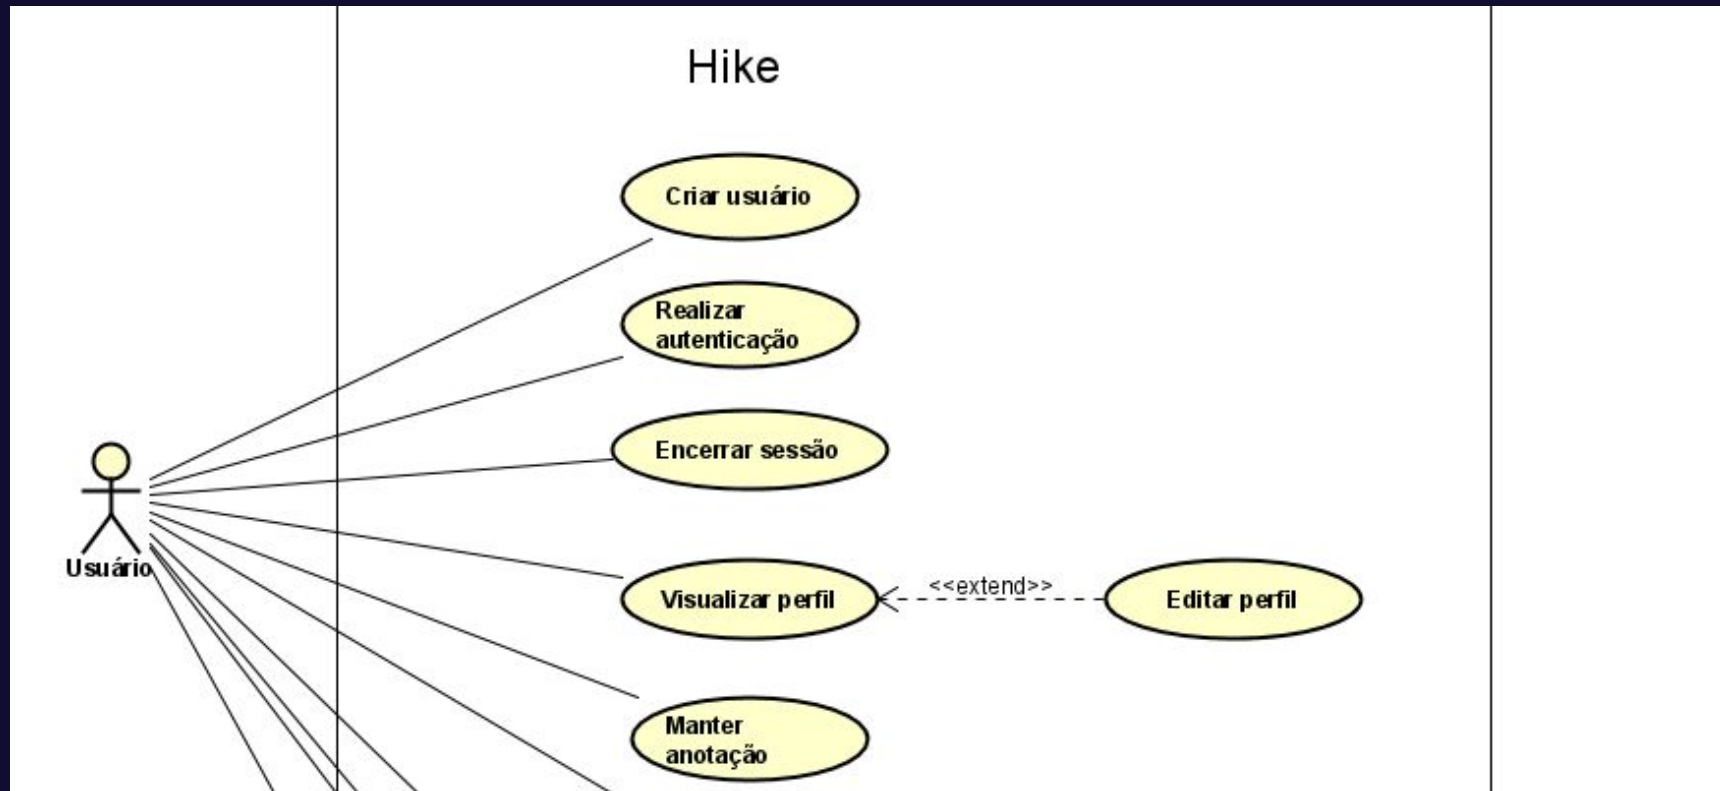 Hike
Criar usuário
Realizar
autenticação
Encerrar sessão
Usuário
Visualizar perfil
<<extend>>
Editar perfil
Manter
anotação